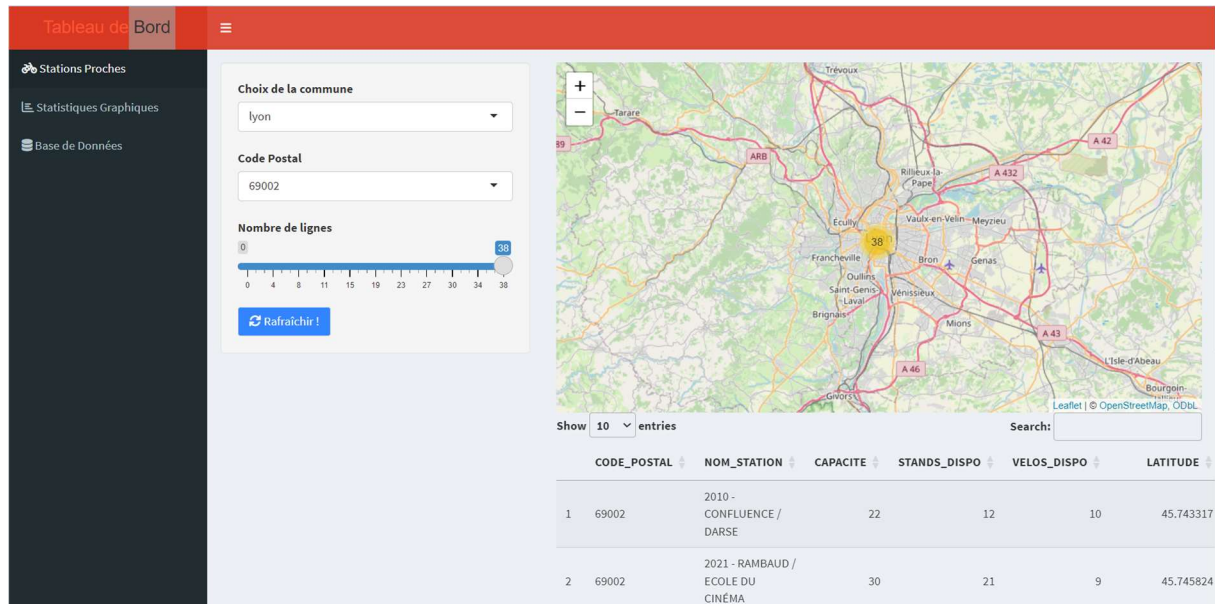 Tableau de Bord
Stations Proches
Statistiques Graphiques
Base de Données
Choix de la commune
lyon
Code Postal
69002
Nombre de lignes
0
38
0 4 8 11 15 19 23 27 30 34 38
Rafraîchir !
+
−
Trévoux
Tarare
89
ARB
A 42
Rillieux-la-
Pape
A 432
Écully
Vaulx-en-Velin
Meyzieu
38
Francheville
Bron
Genas
Oullins
Saint-Genis-
Laval
Vénissieux
Brignais
Mions
A 43
L'Isle-d'Abeau
A 46
Bourgoin-
Givors
Leaflet | © OpenStreetMap, ODbL
Show 10 entries
Search:
CODE_POSTAL NOM_STATION CAPACITE STANDS_DISPO VELOS_DISPO LATITUDE
2010 -
1 69002 CONFLUENCE / 22 12 10 45.743317
DARSE
2021 - RAMBAUD /
2 69002 ECOLE DU 30 21 9 45.745824
CINÉMA